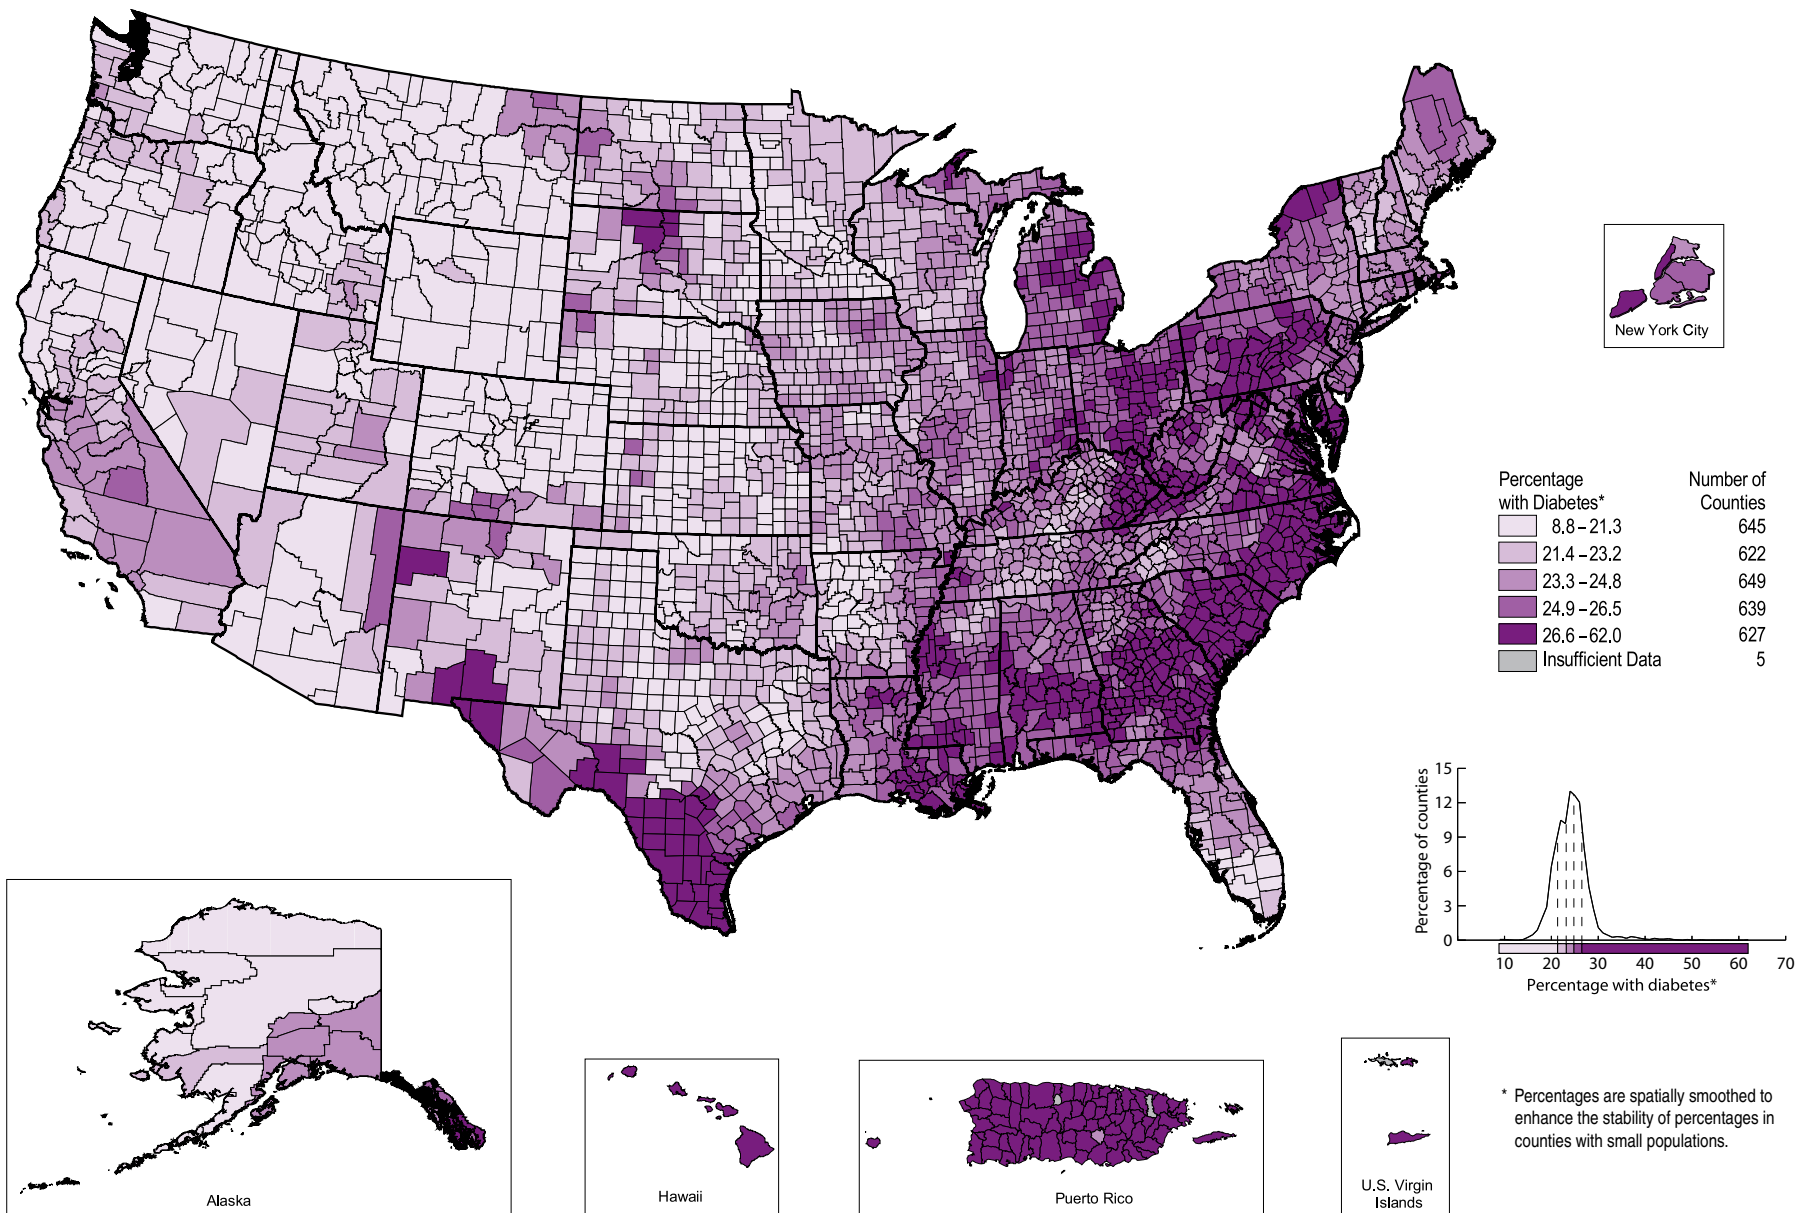 New York City
Percentage Number of
with Diabetes* Counties
8.8–21.3 645
21.4–23.2 622
23.3–24.8 649
24.9–26.5 639
26.6–62.0 627
Insufficient Data 5
Percentage of counties
15
12
9
6
3
0
10 20 30 40 50 60 70
Percentage with diabetes*
Alaska
Hawaii
Puerto Rico
U.S. Virgin
Islands
* Percentages are spatially smoothed to
enhance the stability of percentages in
counties with small populations.